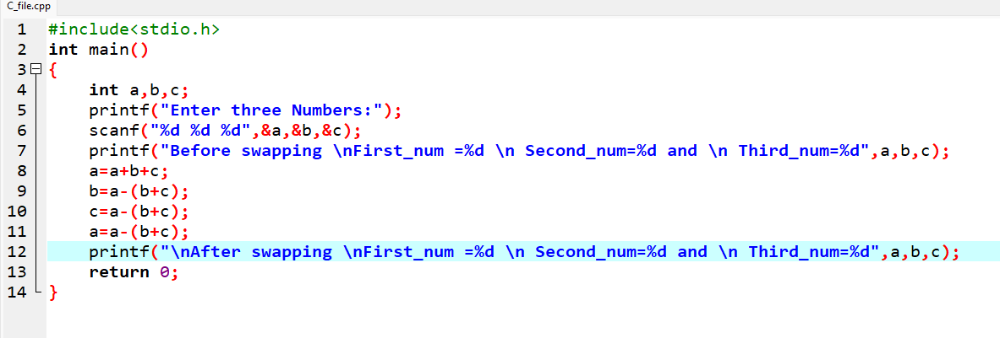 C_file.cpp
1 #include<stdio.h>
2 int main()
3 {
4 int a,b,c;
5 printf("Enter three Numbers:");
6 scanf("%d %d %d",&a,&b,&c);
7 printf("Before swapping \nFirst_num =%d \n Second_num=%d and \n Third_num=%d",a,b,c);
8 a=a+b+c;
9 b=a-(b+c);
10 c=a-(b+c);
11 a=a-(b+c);
12 printf("\nAfter swapping \nFirst_num =%d \n Second_num=%d and \n Third_num=%d",a,b,c);
13 return 0;
14 }